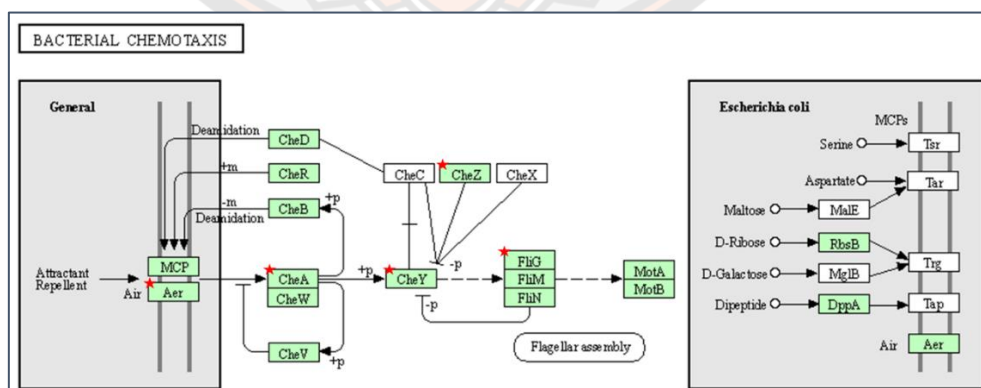 BACTERIAL CHEMOTAXIS
General
Deamidation
CheD
+m
CheR
-m
Deamidation
CheB
+p
CheC
CheZ
CheX
MCP
Attractant
Repellent
Air
Aer
CheA
CheW
+p
CheY
-p
FliG
FliM
FliN
MotA
MotB
-p
CheV
+p
Flagellar assembly
Escherichia coli
MCPs
Serine
Tsr
Aspartate
Tar
Maltose
MalE
D-Ribose
RbsB
Trg
D-Galactose
MglB
Dipeptide
DppA
Tap
Air
Aer